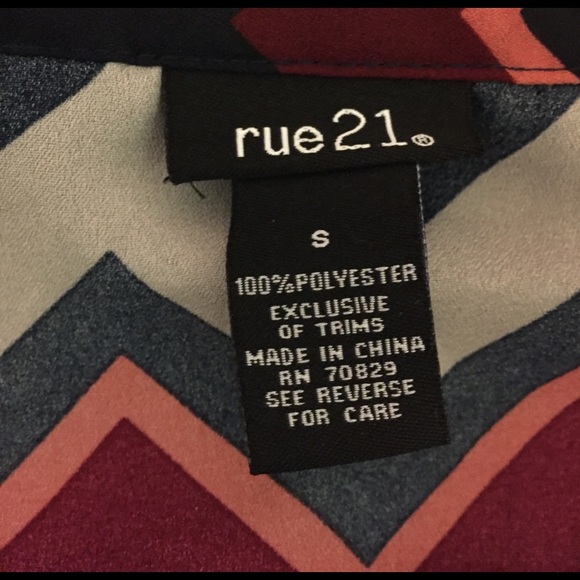 rue21®
S
100%POLYESTER
EXCLUSIVE
OF TRIMS
MADE IN CHINA
RN 70829
SEE REVERSE
FOR CARE